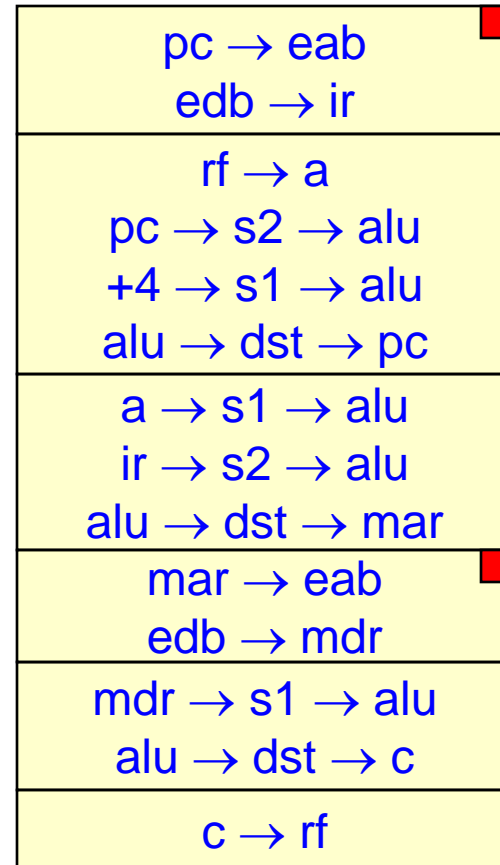 pc → eab
edb → ir
rf → a
pc → s2 → alu
+4 → s1 → alu
alu → dst → pc
a → s1 → alu
ir → s2 → alu
alu → dst → mar
mar → eab
edb → mdr
mdr → s1 → alu
alu → dst → c
c → rf